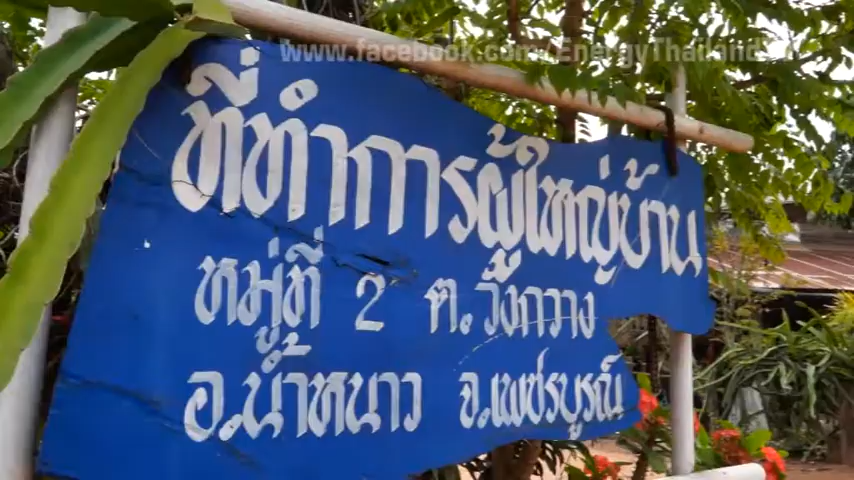 www.facebook.com/EnergyThailand
ที่ทำการผู้ใหญ่บ้าน
หมู่ที่ 2 ต.วังกวาง
อ.น้ำหนาว จ.เพชรบูรณ์